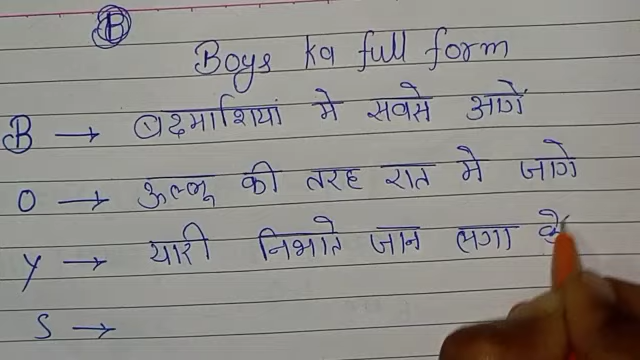 B
Boys ka full form
B → बदमाशियां मे सबसे आगे
O → उल्लू की तरह रात मे जागे
Y → यारी निभाते जान लगा के
S →